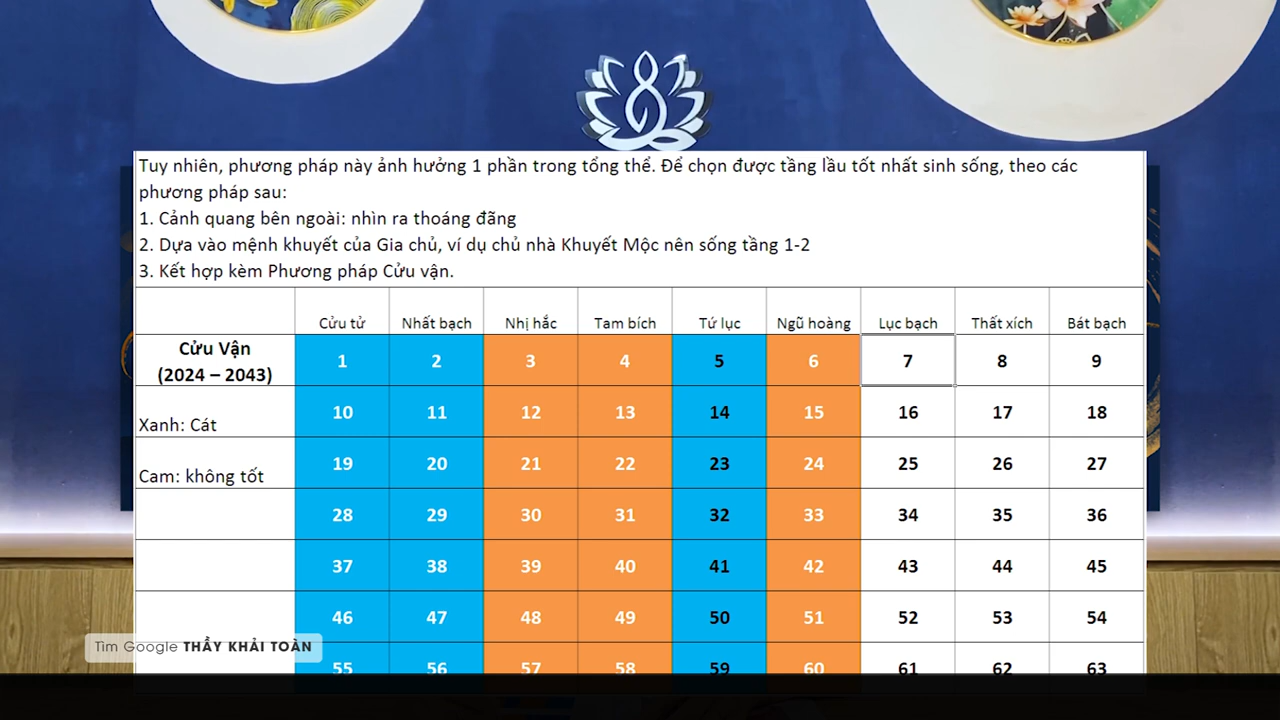 Tuy nhiên, phương pháp này ảnh hưởng 1 phần trong tổng thể. Để chọn được tầng lầu tốt nhất sinh sống, theo các
phương pháp sau:
1. Cảnh quang bên ngoài: nhìn ra thoáng đãng
2. Dựa vào mệnh khuyết của Gia chủ, ví dụ chủ nhà Khuyết Mộc nên sống tầng 1-2
3. Kết hợp kèm Phương pháp Cửu vận.
Cửu tử Nhất bạch Nhị hắc Tam bích Tứ lục Ngũ hoàng Lục bạch Thất xích Bát bạch
Cửu Vận
(2024 – 2043) 1 2 3 4 5 6 7 8 9
Xanh: Cát 10 11 12 13 14 15 16 17 18
Cam: không tốt 19 20 21 22 23 24 25 26 27
28 29 30 31 32 33 34 35 36
37 38 39 40 41 42 43 44 45
46 47 48 49 50 51 52 53 54
55 56 57 58 59 60 61 62 63
Tìm Google THẦY KHẢI TOÀN